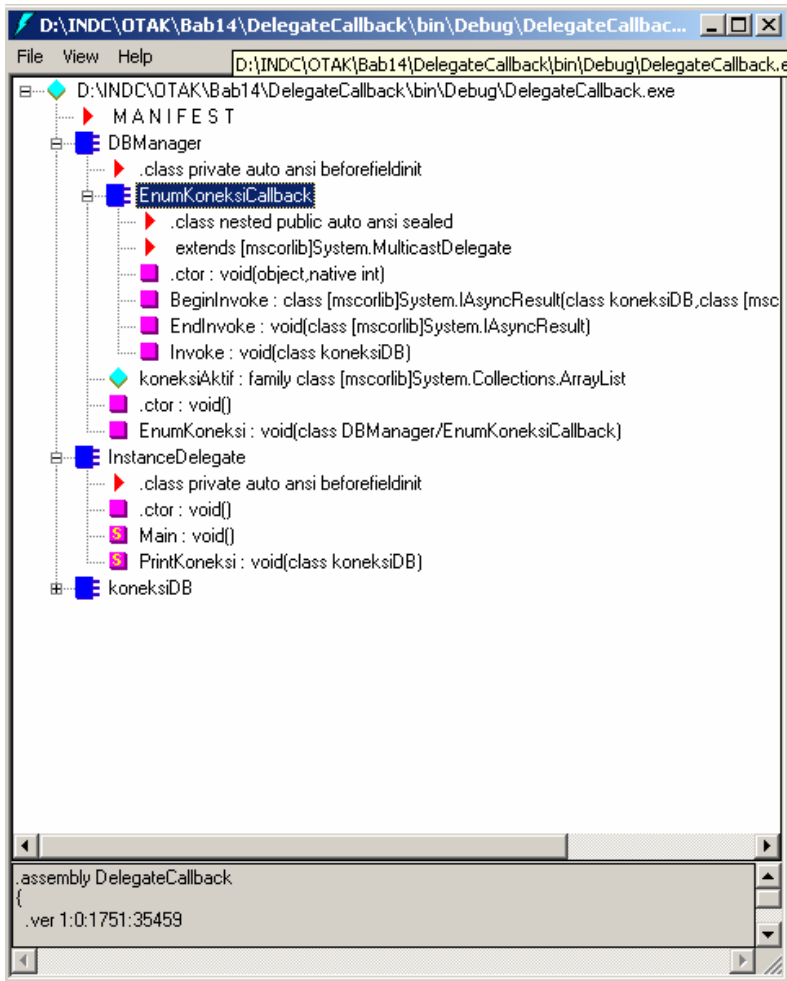 D:\INDC\OTAK\Bab14\DelegateCallback\bin\Debug\DelegateCallbac...
File View Help
D:\INDC\OTAK\Bab14\DelegateCallback\bin\Debug\DelegateCallback.e
D:\INDC\OTAK\Bab14\DelegateCallback\bin\Debug\DelegateCallback.exe
M A N I F E S T
DBManager
.class private auto ansi beforefieldinit
EnumKoneksiCallback
.class nested public auto ansi sealed
extends [mscorlib]System.MulticastDelegate
.ctor : void(object,native int)
BeginInvoke : class [mscorlib]System.IAsyncResult(class koneksiDB,class [msc
EndInvoke : void(class [mscorlib]System.IAsyncResult)
Invoke : void(class koneksiDB)
koneksiAktif : family class [mscorlib]System.Collections.ArrayList
.ctor : void()
EnumKoneksi : void(class DBManager/EnumKoneksiCallback)
InstanceDelegate
.class private auto ansi beforefieldinit
.ctor : void()
S Main : void()
S PrintKoneksi : void(class koneksiDB)
koneksiDB
.assembly DelegateCallback
{
.ver 1:0:1751:35459